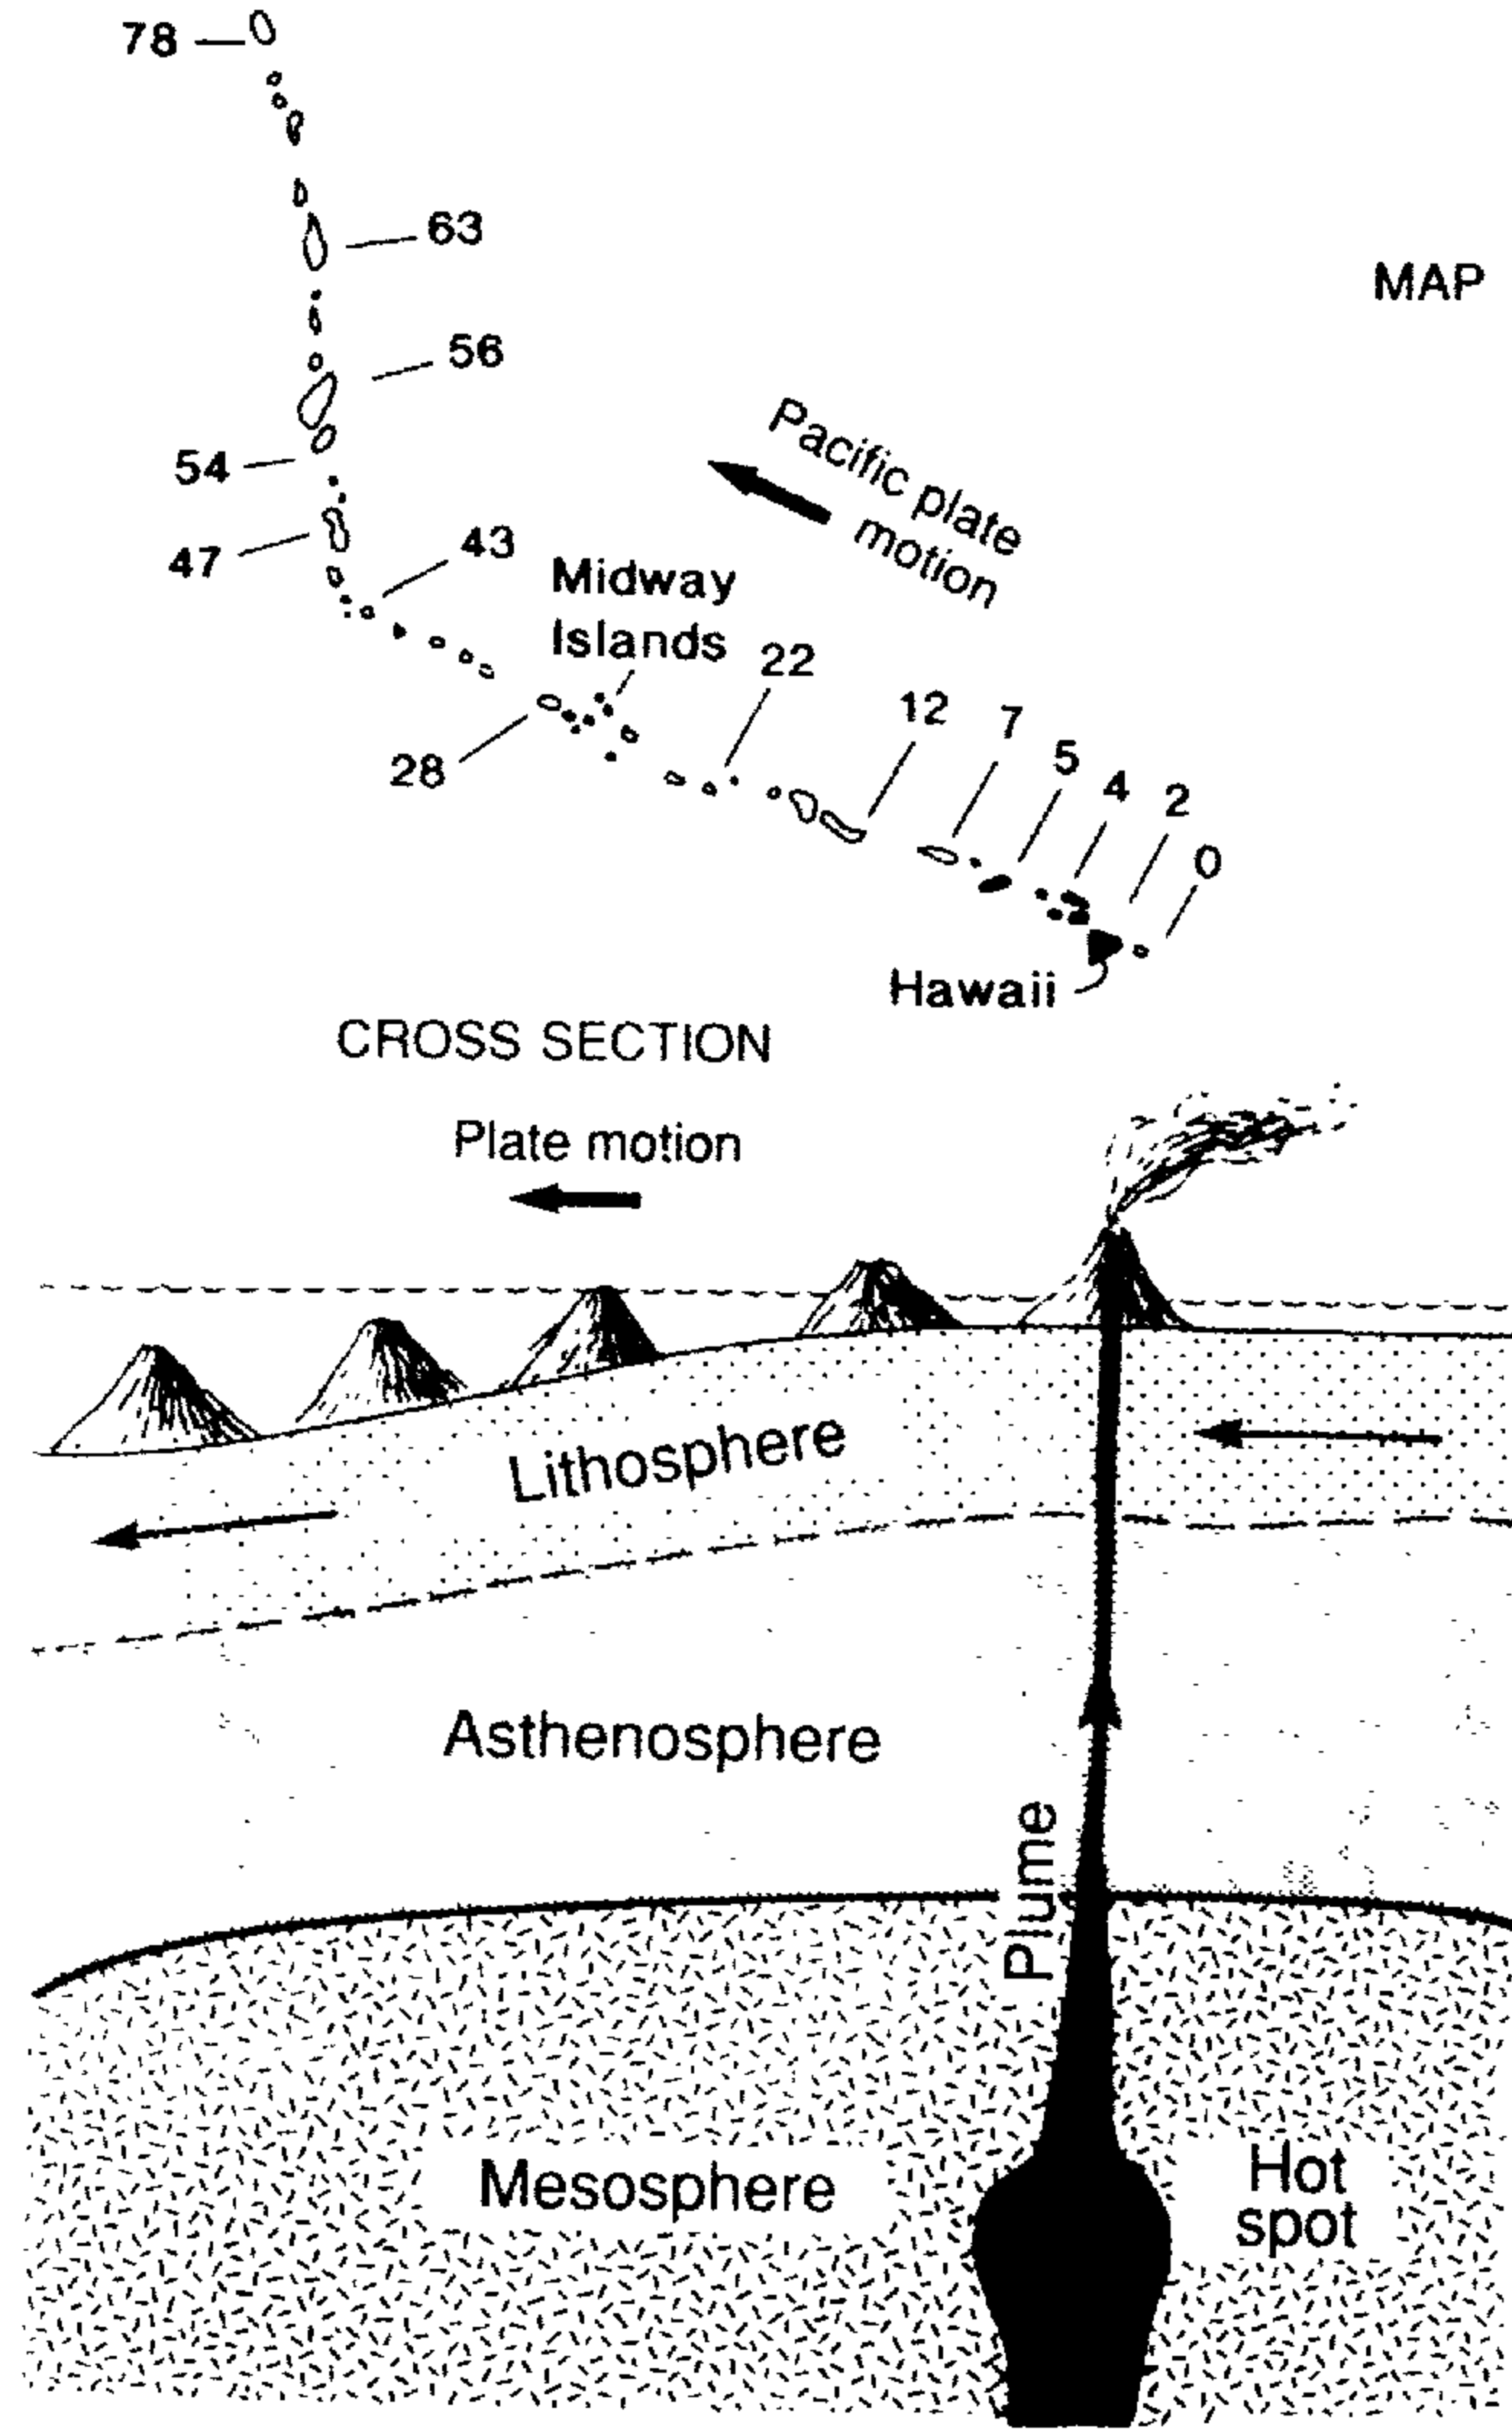 78
63
MAP
56
54
Pacific plate
motion
47
43
Midway
Islands
22
12
7
5
4
2
0
28
Hawaii
CROSS SECTION
Plate motion
Lithosphere
Asthenosphere
Plume
Mesosphere
Hot
spot